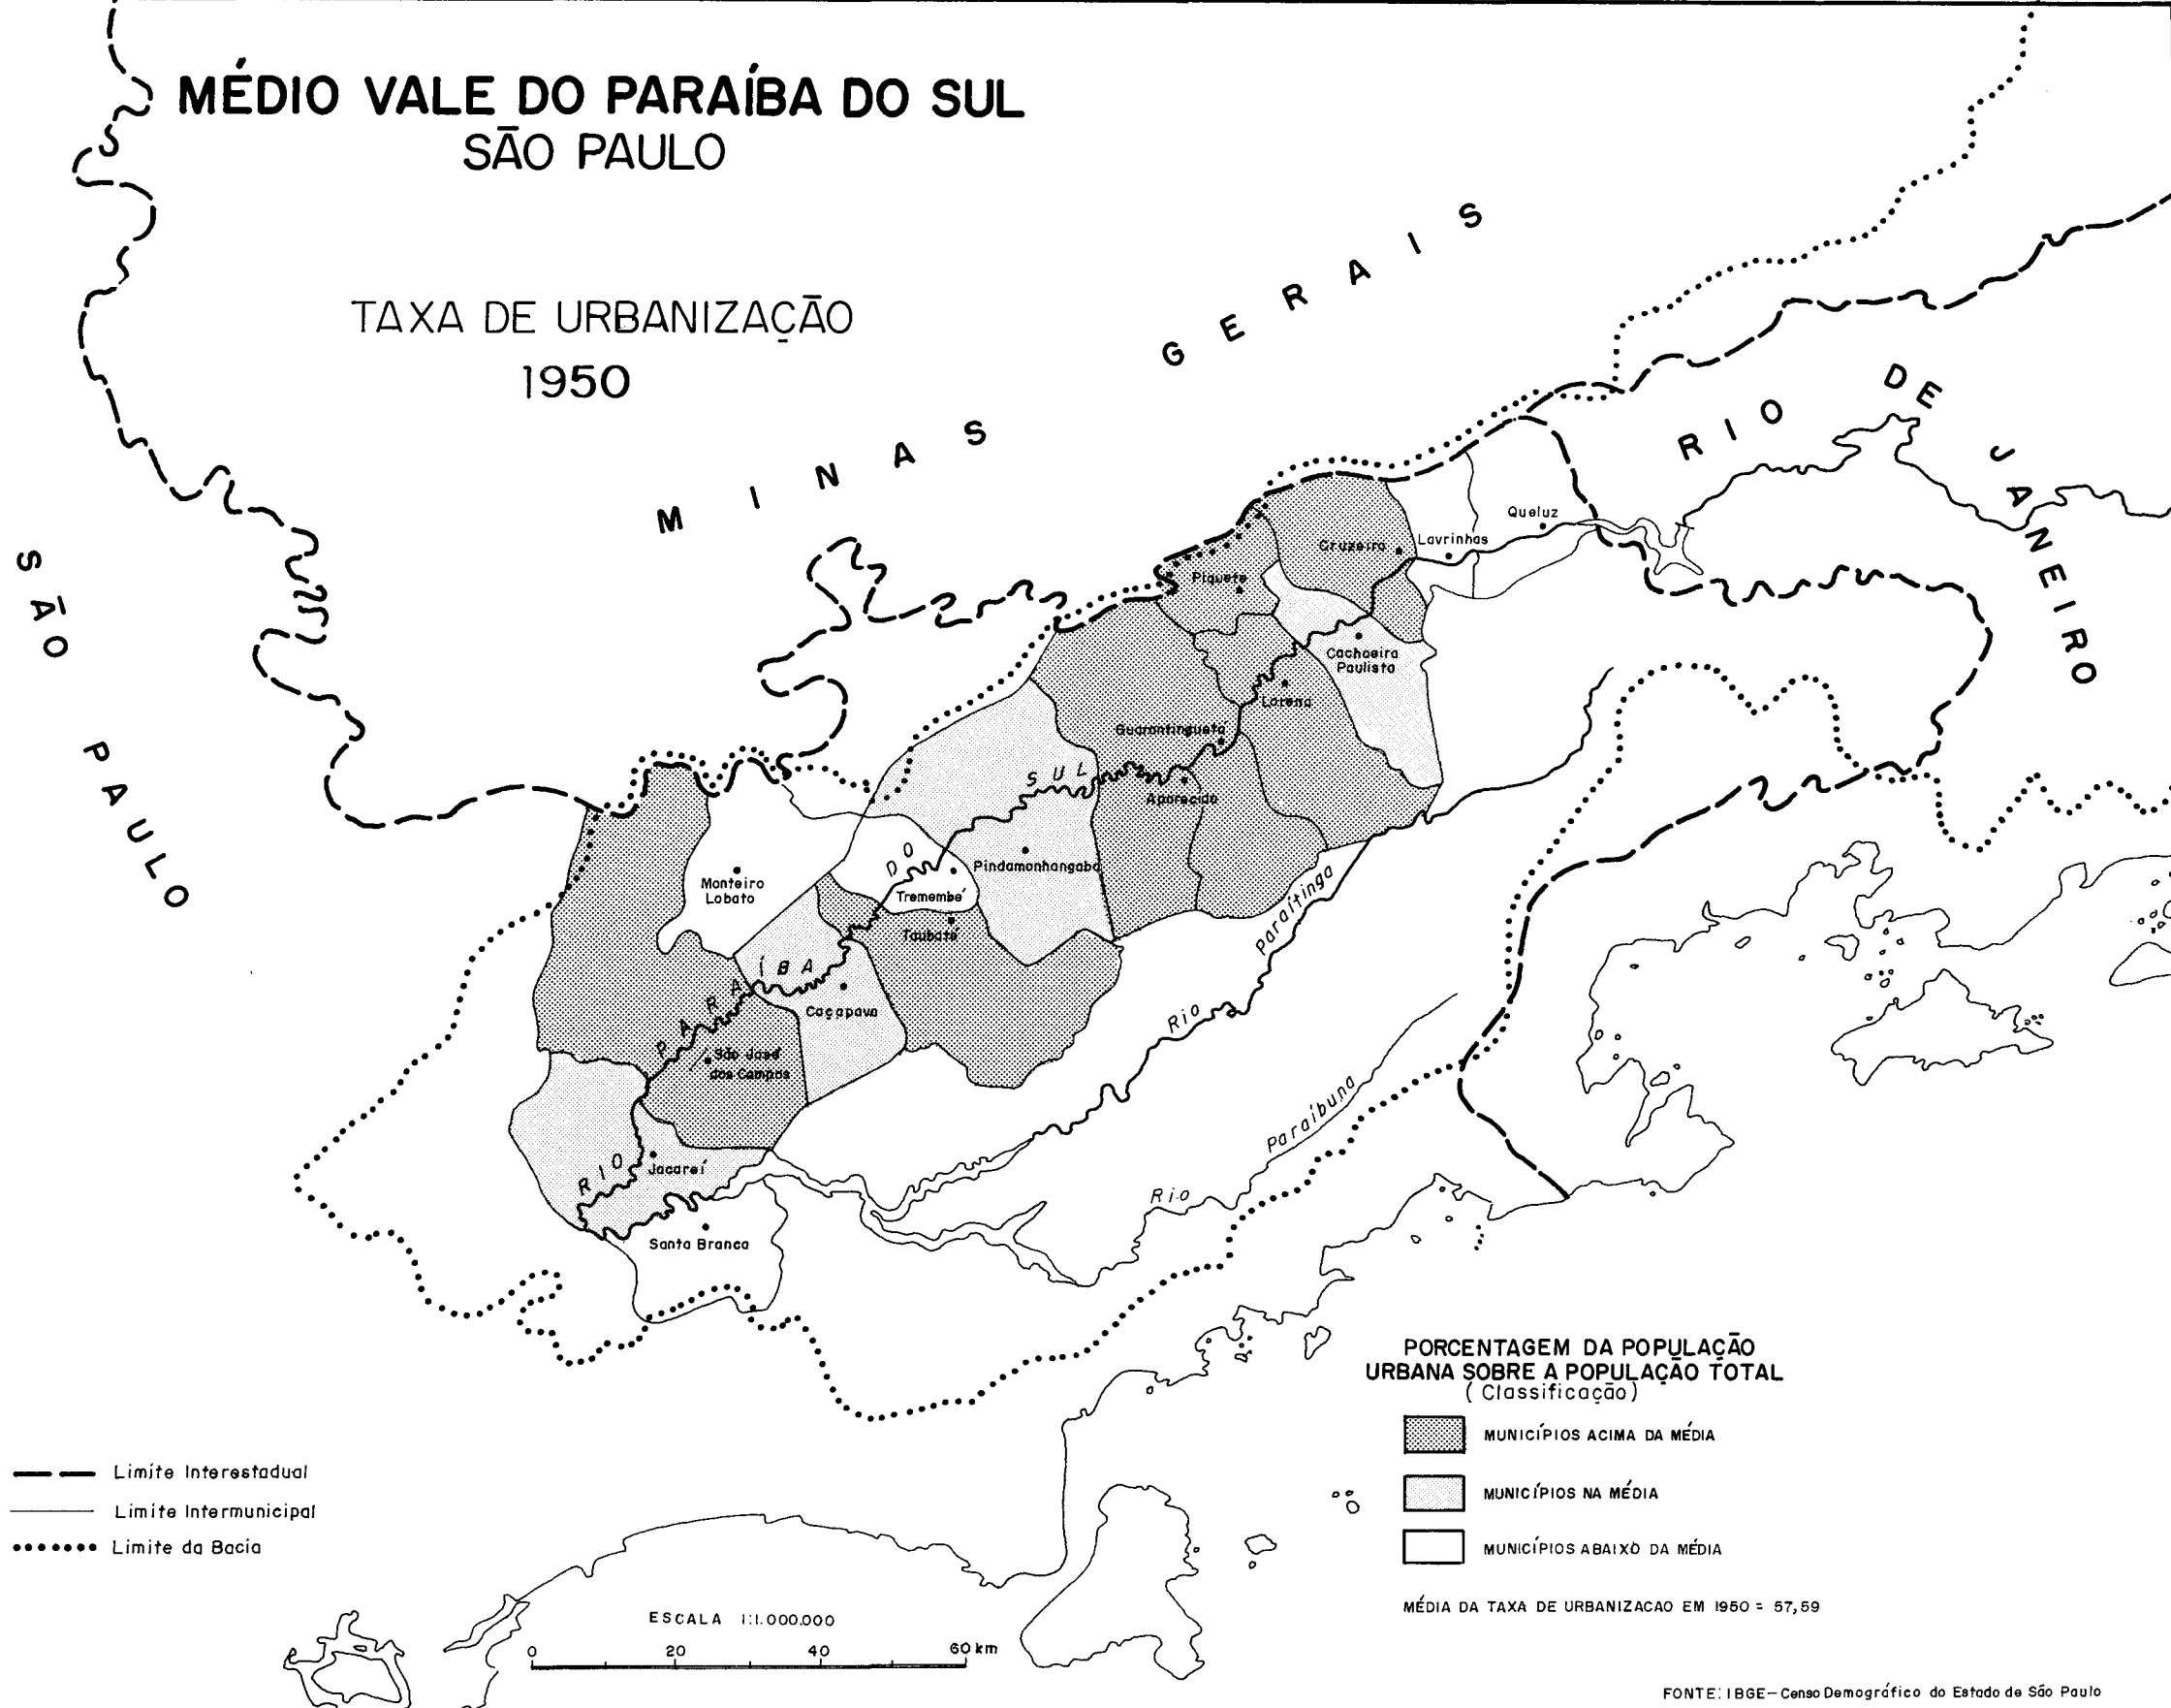 MÉDIO VALE DO PARAÍBA DO SUL
SÃO PAULO
TAXA DE URBANIZAÇÃO
1950
MINAS GERAIS
RIO DE JANEIRO
SÃO PAULO
Queluz
Lavrinhas
Cruzeiro
Piquete
Cachoeira
Paulista
Lorena
Guarantinguetá
Aparecida
RIO PARAÍBA DO SUL
Pindamonhangaba
Tremembé
Taubaté
Monteiro
Lobato
Caçapava
São José
dos Campos
Jacareí
Santa Branca
Rio Paraítinga
Rio Paraíbuna
PORCENTAGEM DA POPULAÇÃO
URBANA SOBRE A POPULAÇÃO TOTAL
(Classificação)
MUNICÍPIOS ACIMA DA MÉDIA
MUNICÍPIOS NA MÉDIA
MUNICÍPIOS ABAIXO DA MÉDIA
MÉDIA DA TAXA DE URBANIZACAO EM 1950 = 57,59
Limite Interestadual
Limite Intermunicipal
Limite da Bacia
ESCALA 1:1.000.000
0 20 40 60 km
FONTE: IBGE-Censo Demográfico do Estado de São Paulo